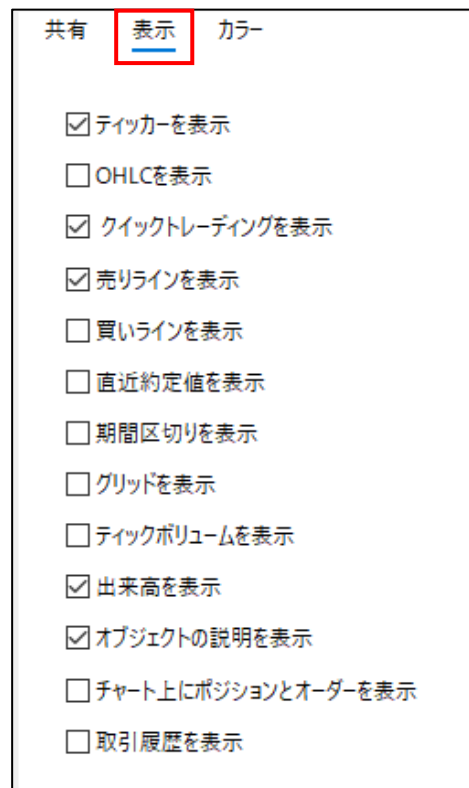 共有 表示 カラー
ティッカーを表示
OHLCを表示
クイックトレーディングを表示
売りラインを表示
買いラインを表示
直近約定値を表示
期間区切りを表示
グリッドを表示
ティックボリュームを表示
出来高を表示
オブジェクトの説明を表示
チャート上にポジションとオーダーを表示
取引履歴を表示